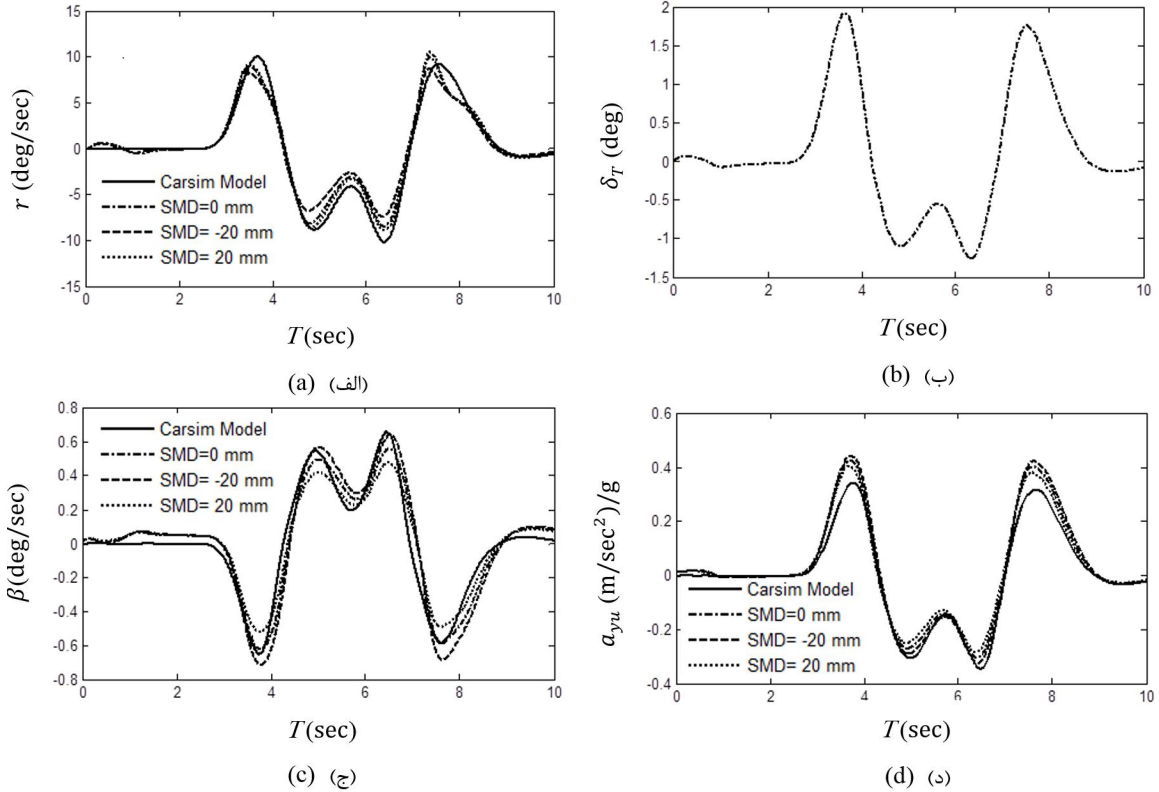 15
10
5
0
-5
-10
-15
r (deg/sec)
Carsim Model
SMD=0 mm
SMD= -20 mm
SMD= 20 mm
0 2 4 6 8 10
T(sec)
(a) (الف)
2
1.5
1
0.5
0
-0.5
-1
-1.5
δ_T (deg)
0 2 4 6 8 10
T(sec)
(b) (ب)
0.8
0.6
0.4
0.2
0
-0.2
-0.4
-0.6
-0.8
β(deg/sec)
Carsim Model
SMD=0 mm
SMD= -20 mm
SMD= 20 mm
0 2 4 6 8 10
T(sec)
(c) (ج)
0.6
0.4
0.2
0
-0.2
-0.4
a_yu (m/sec²)/g
Carsim Model
SMD=0 mm
SMD= -20 mm
SMD= 20 mm
0 2 4 6 8 10
T(sec)
(d) (د)